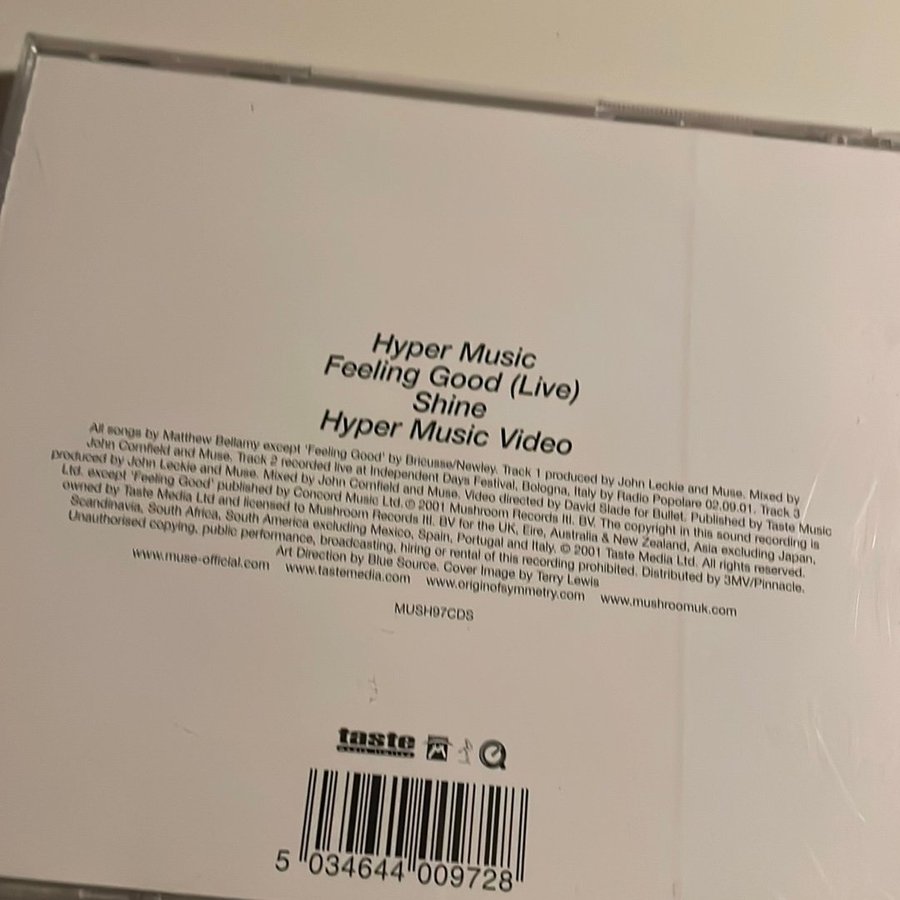 Hyper Music
Feeling Good (Live)
Shine
Hyper Music Video
All songs by Matthew Bellamy except 'Feeling Good' by Bricusse/Newley. Track 1 produced by John Leckie and Muse. Mixed by
John Cornfield and Muse. Track 2 recorded live at Independent Days Festival, Bologna, Italy by Radio Popolare 02.09.01. Track 3
produced by John Leckie and Muse. Mixed by John Cornfield and Muse. Video directed by David Slade for Bullet. Published by Taste Music
Ltd. except 'Feeling Good' published by Concord Music Ltd. ℗ 2001 Mushroom Records Itl. BV. The copyright in this sound recording is
owned by Taste Media Ltd and licensed to Mushroom Records Itl. BV for the UK, Eire, Australia & New Zealand, Asia excluding Japan,
Scandinavia, South Africa, South America excluding Mexico, Spain, Portugal and Italy. © 2001 Taste Media Ltd. All rights reserved.
Unauthorised copying, public performance, broadcasting, hiring or rental of this recording prohibited. Distributed by 3MV/Pinnacle.
Art Direction by Blue Source. Cover Image by Terry Lewis
www.muse-official.com www.tastemedia.com www.originofsymmetry.com www.mushroomuk.com
MUSH97CDS
taste
5 034644 009728